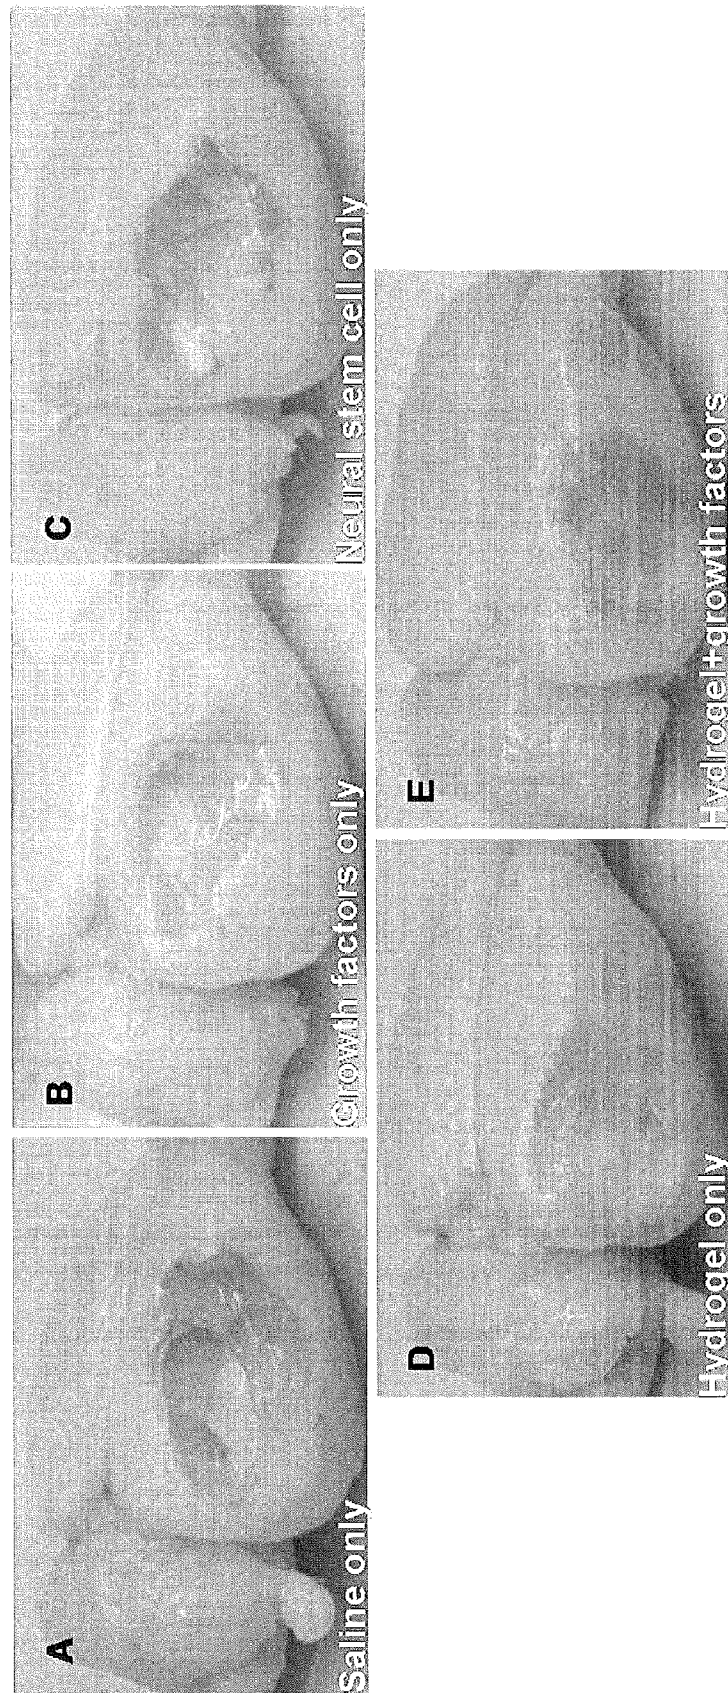 A
Saline only
B
Growth factors only
C
Neural stem cell only
D
Hydrogel only
E
Hydrogel+growth factors